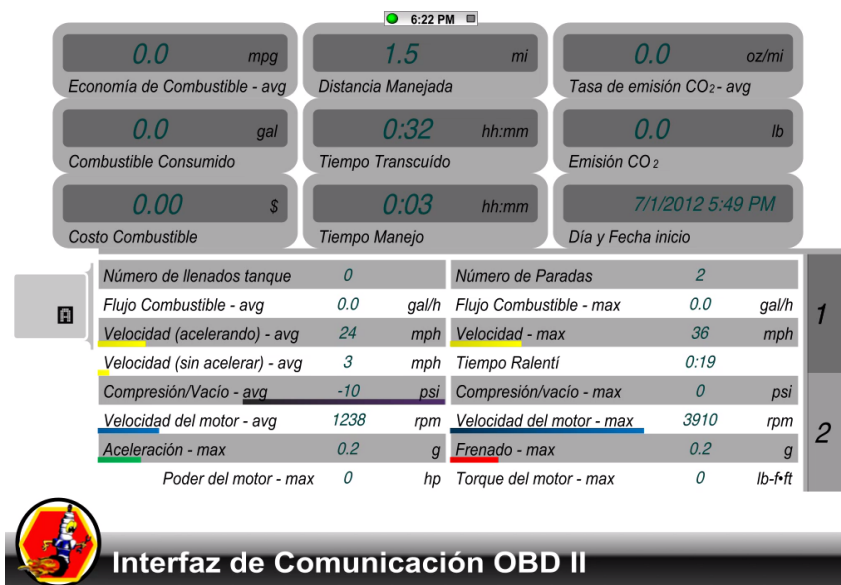 6:22 PM
0.0 mpg
Economía de Combustible - avg
1.5 mi
Distancia Manejada
0.0 oz/mi
Tasa de emisión CO2 - avg
0.0 gal
Combustible Consumido
0:32 hh:mm
Tiempo Transcuído
0.0 lb
Emisión CO2
0.00 $
Costo Combustible
0:03 hh:mm
Tiempo Manejo
7/1/2012 5:49 PM
Día y Fecha inicio
Número de llenados tanque 0 Número de Paradas 2
Flujo Combustible - avg 0.0 gal/h Flujo Combustible - max 0.0 gal/h
Velocidad (acelerando) - avg 24 mph Velocidad - max 36 mph
Velocidad (sin acelerar) - avg 3 mph Tiempo Ralentí 0:19
Compresión/Vacío - avg -10 psi Compresión/vacío - max 0 psi
Velocidad del motor - avg 1238 rpm Velocidad del motor - max 3910 rpm
Aceleración - max 0.2 g Frenado - max 0.2 g
Poder del motor - max 0 hp Torque del motor - max 0 lb-f•ft
A
1
2
Interfaz de Comunicación OBD II